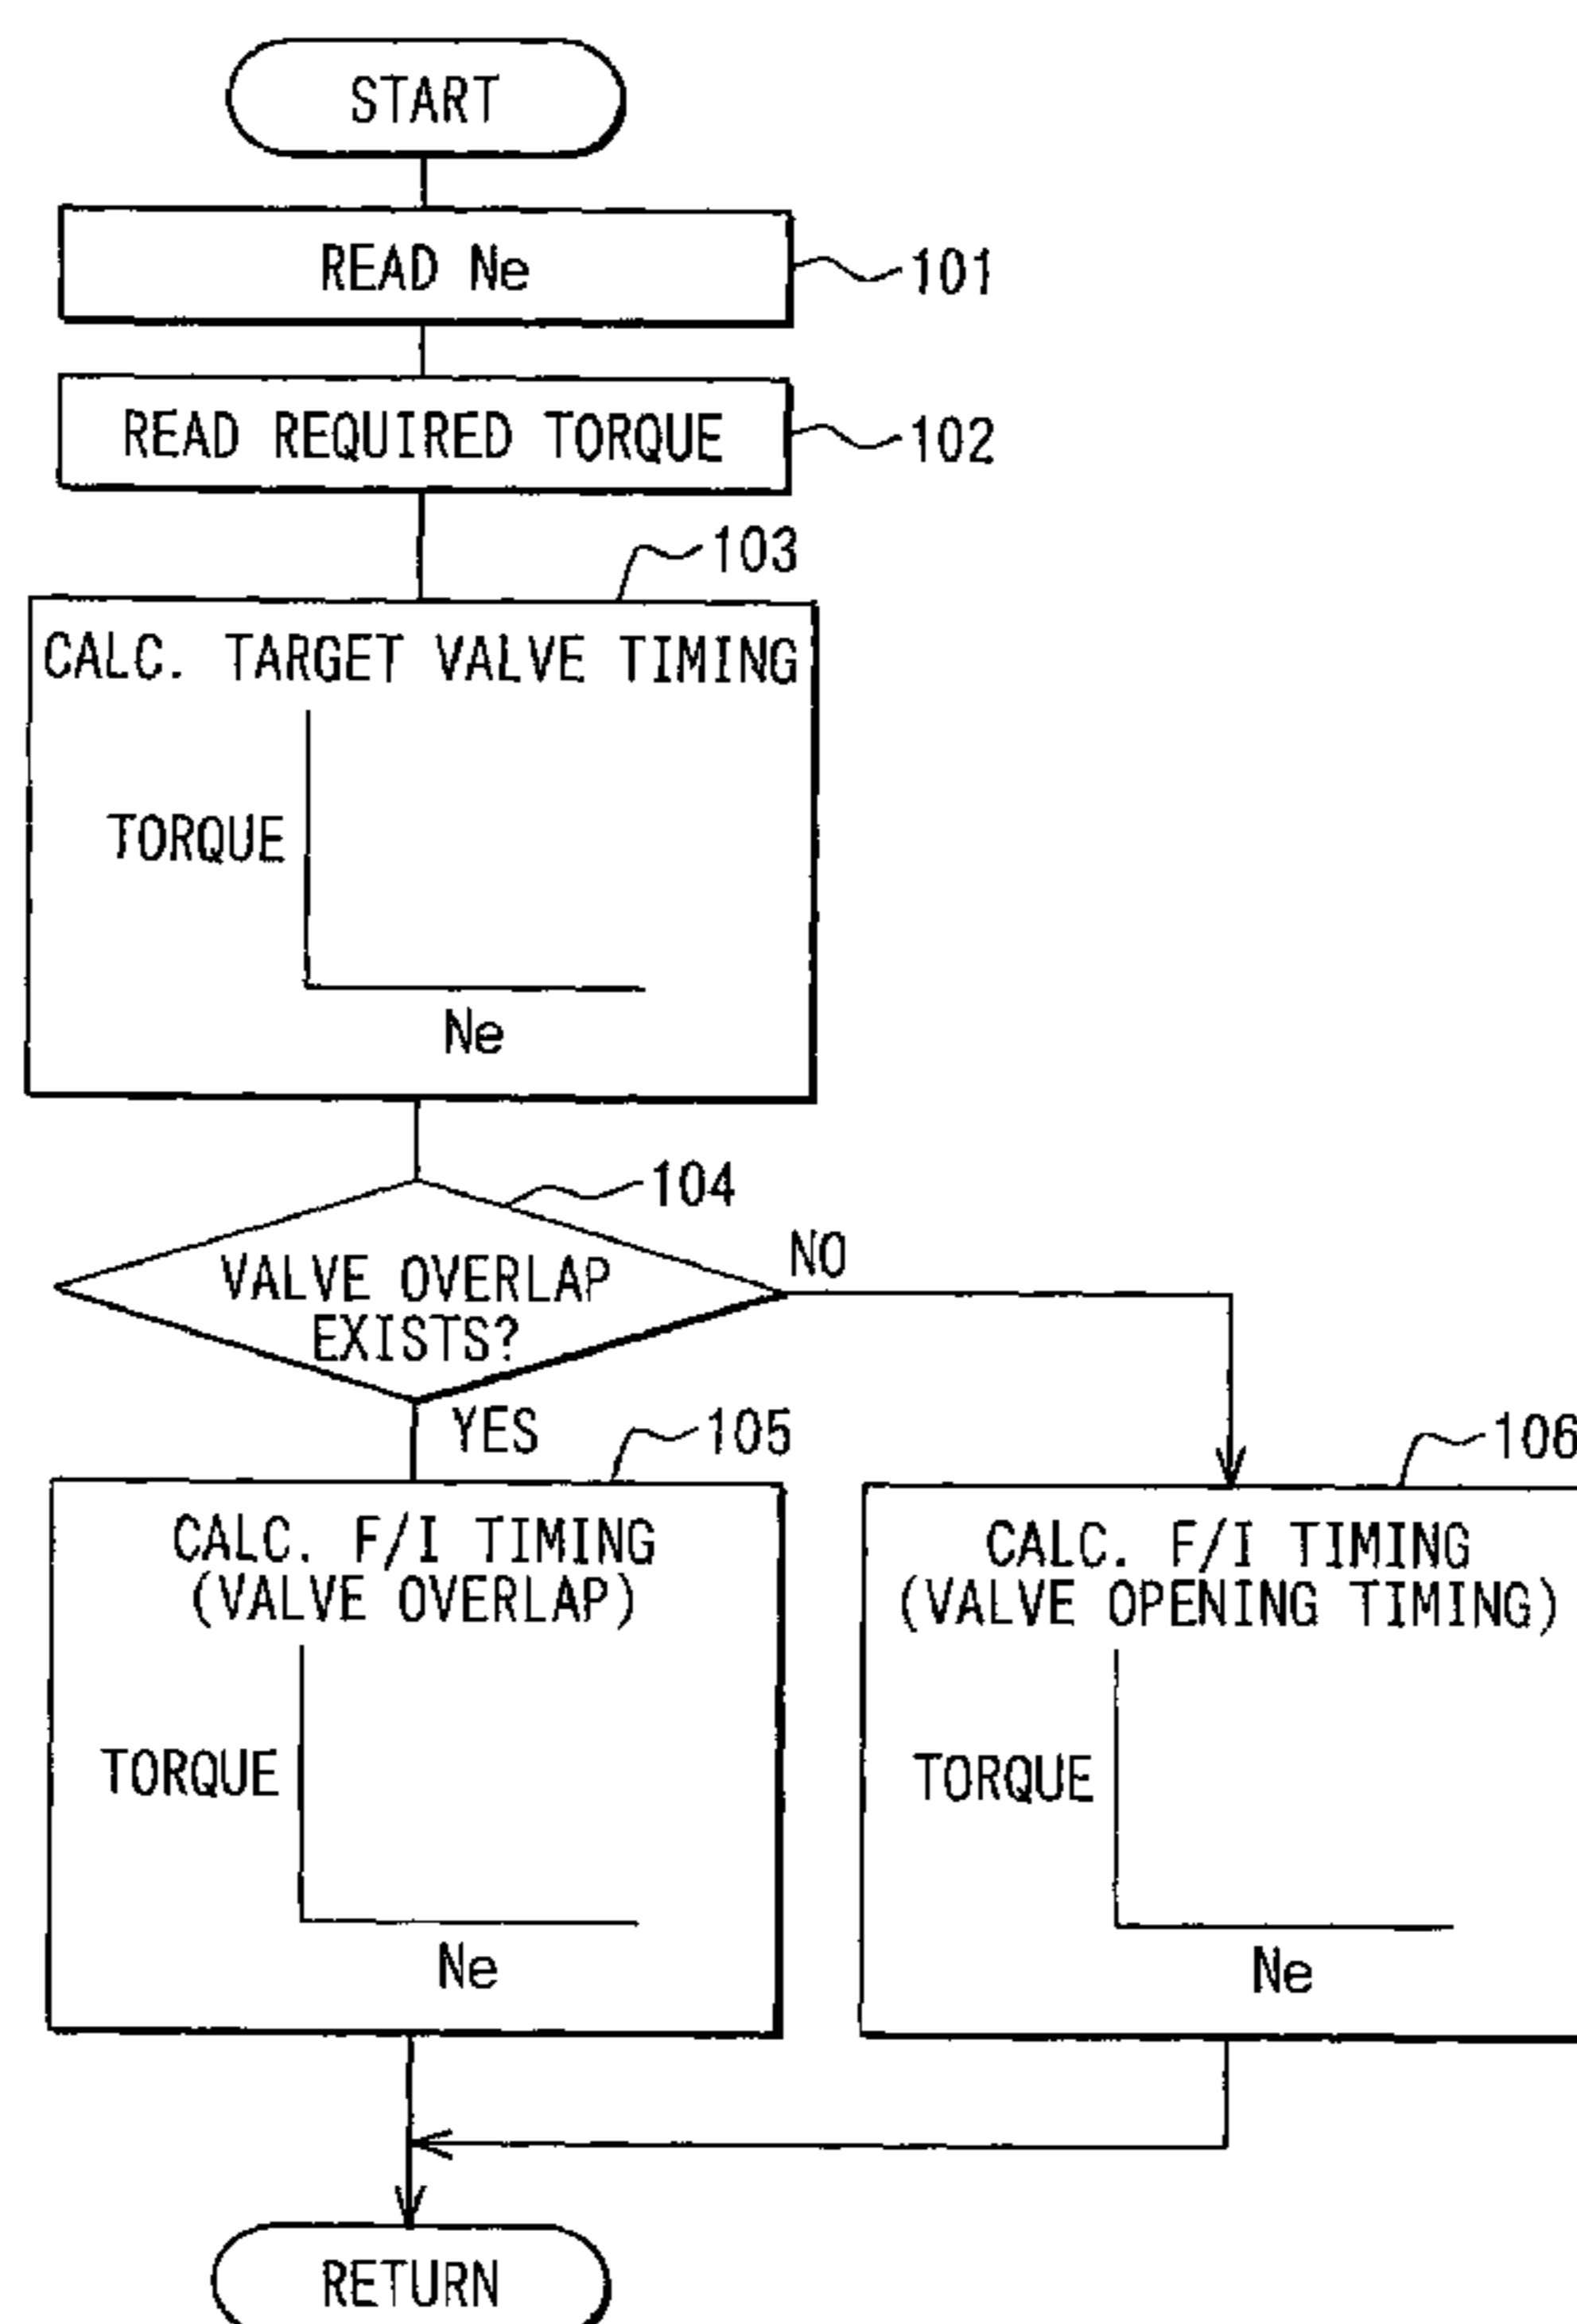 START
READ Ne
101
READ REQUIRED TORQUE
102
103
CALC. TARGET VALVE TIMING
TORQUE
Ne
104
VALVE OVERLAP
EXISTS?
NO
YES
105
CALC. F/I TIMING
(VALVE OVERLAP)
TORQUE
Ne
106
CALC. F/I TIMING
(VALVE OPENING TIMING)
TORQUE
Ne
RETURN